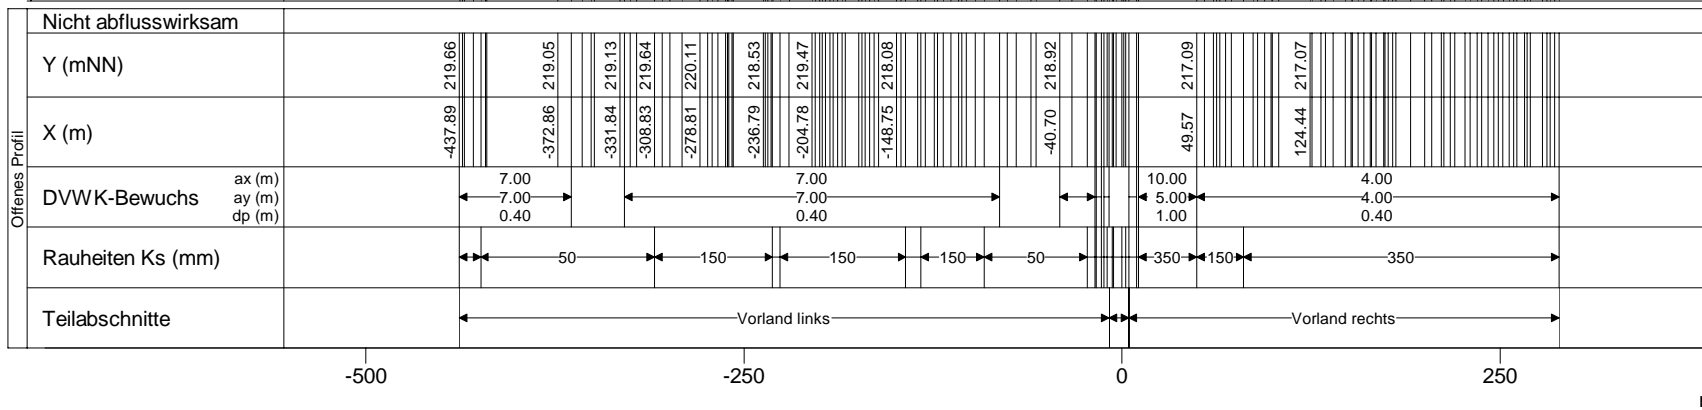 Offenes Profil
Nicht abflusswirksam
Y (mNN) 219.66 219.05 219.13 219.64 220.11 218.53 219.47 218.08 218.92 217.09 217.07
X (m) -437.89 -372.86 -331.84 -308.83 -278.81 -236.79 -204.78 -148.75 -40.70 49.57 124.44
DVWK-Bewuchs
ax (m) 7.00 7.00 10.00 4.00
ay (m) 7.00 7.00 5.00 4.00
dp (m) 0.40 0.40 1.00 0.40
Rauheiten Ks (mm) 50 150 150 150 50 350 150 350
Teilabschnitte Vorland links Vorland rechts
-500 -250 0 250